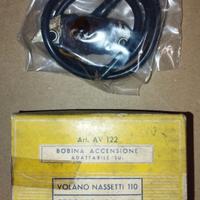 Art. AV 122
BOBINA ACCENSIONE
ADATTABILE SU:
VOLANO NASSETTI 110